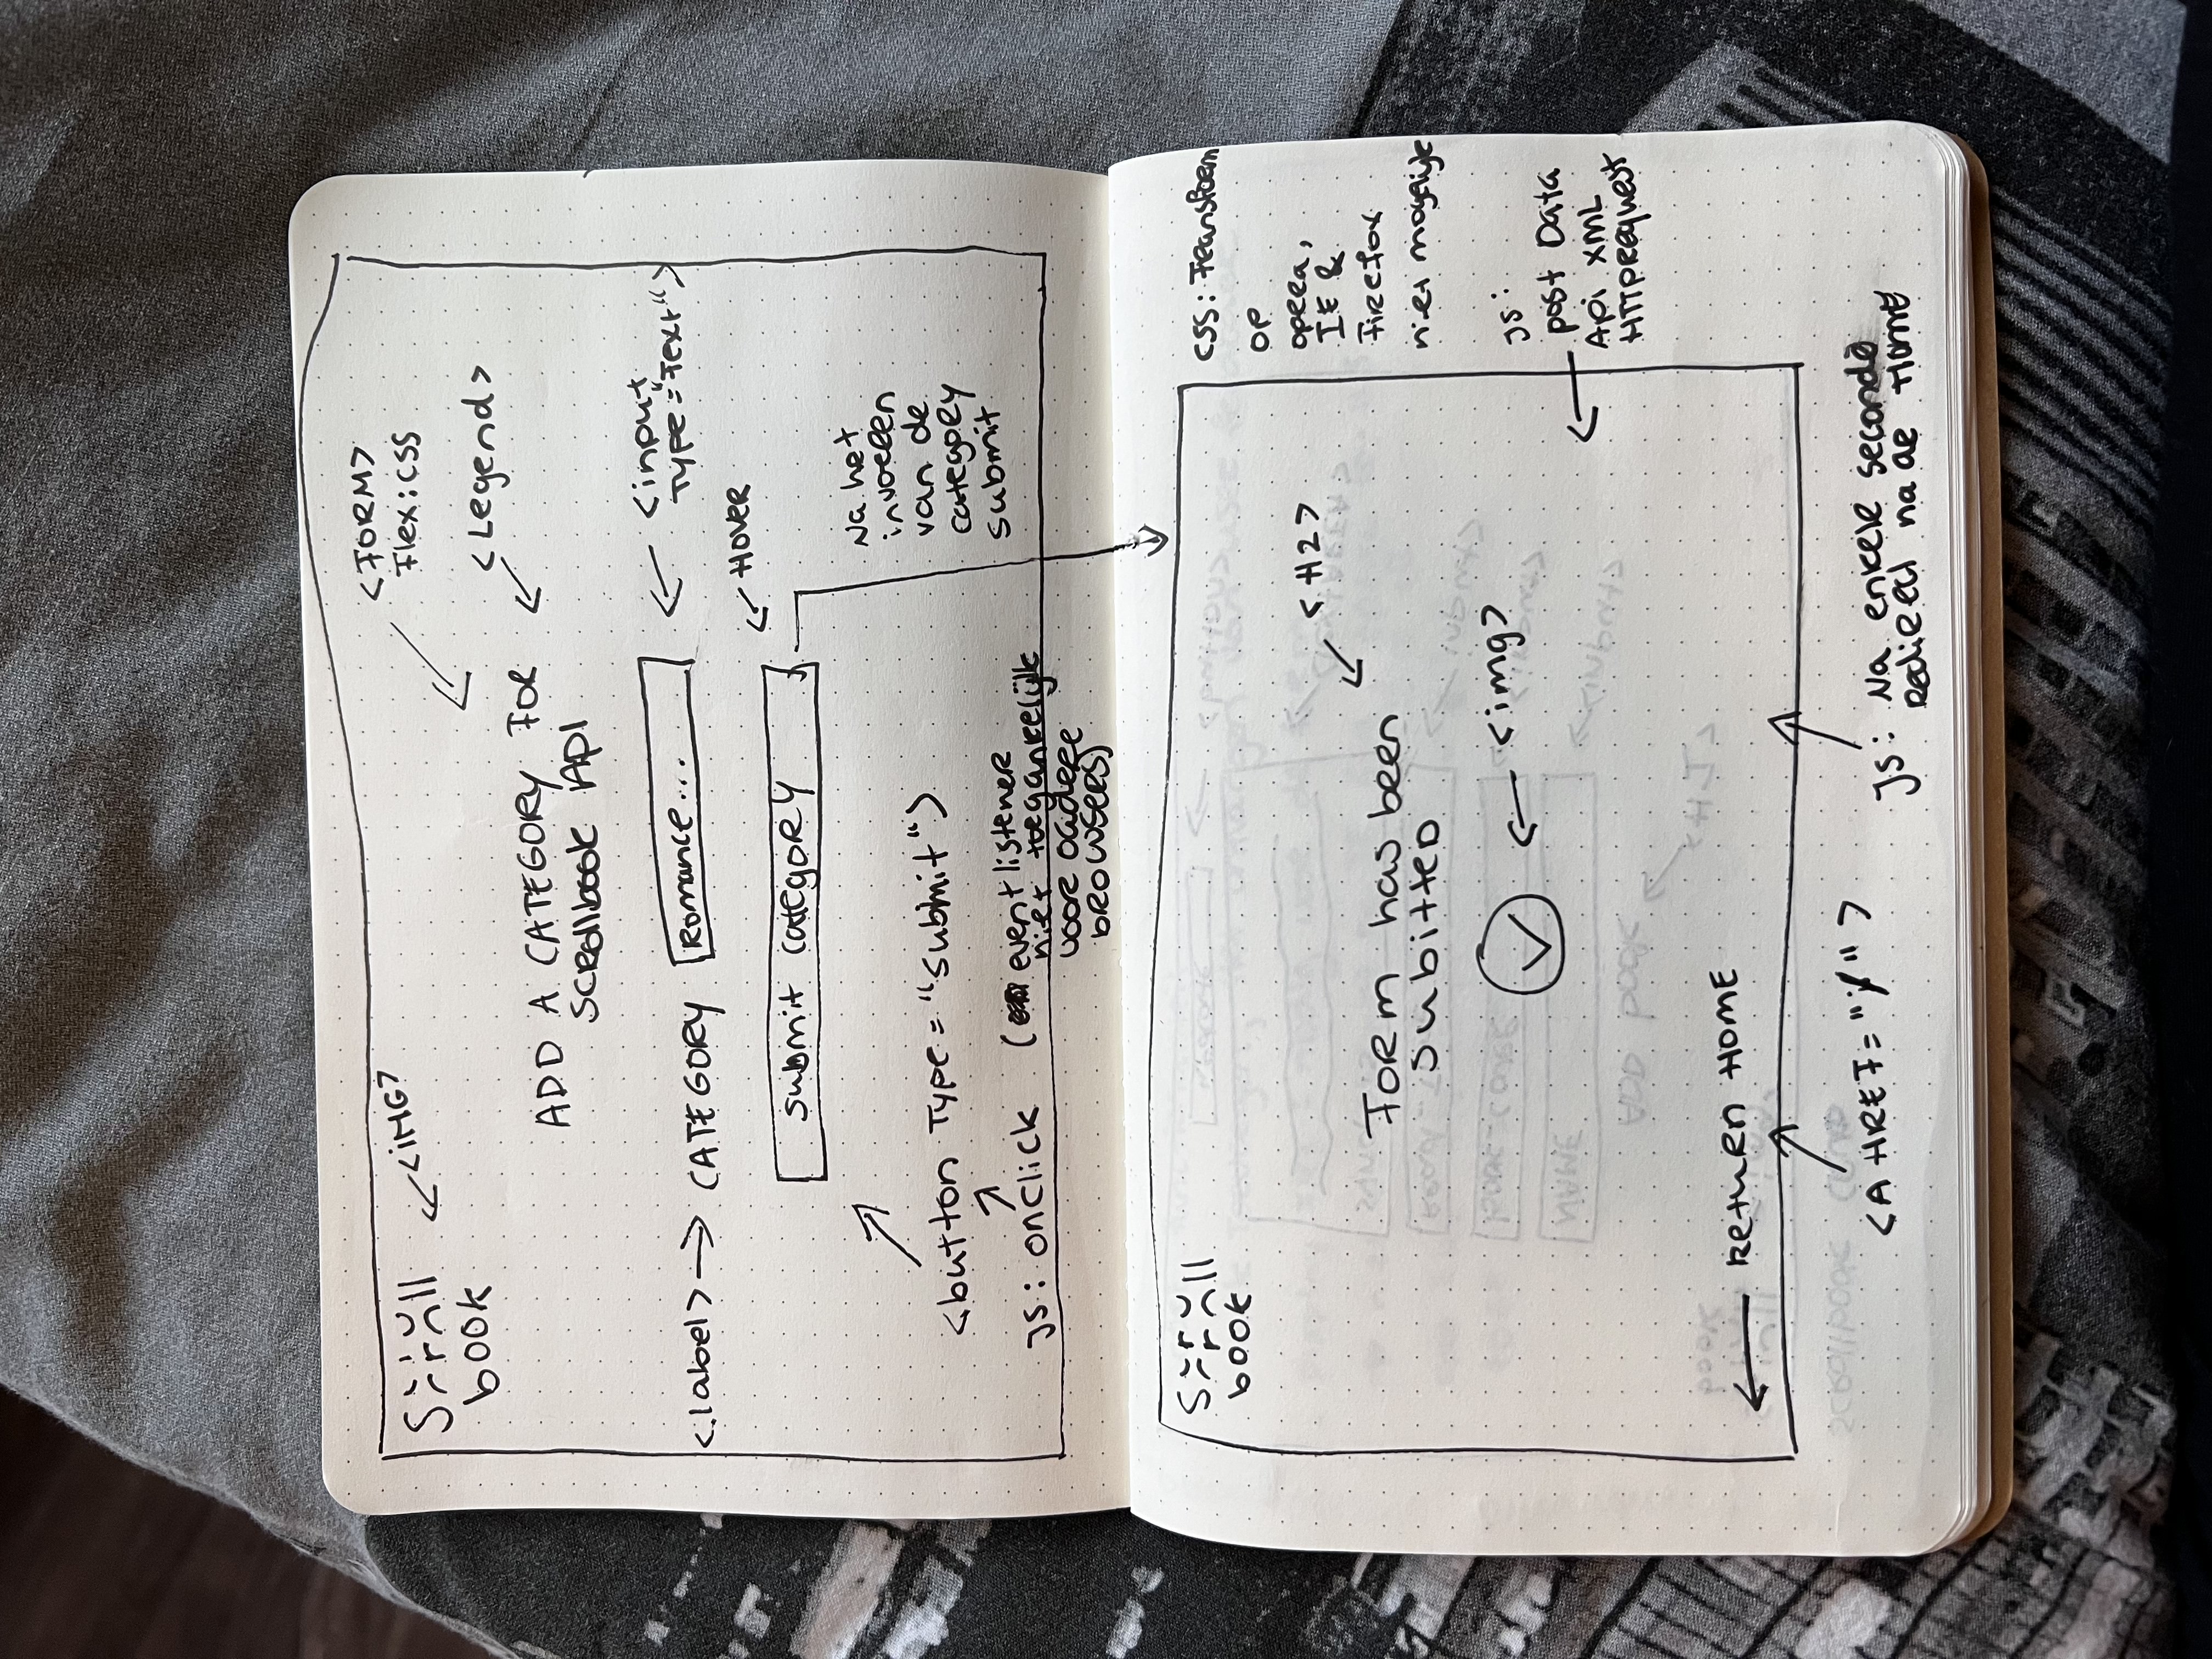 Scroll
book
<IMG>
<FORM>
Flex: CSS
<Legend>
ADD A CATEGORY FOR
Scrollbook API
<label>
CATEGORY
Romance...
<input
Type="Text">
Hover
submit category
<button Type="submit">
JS: onclick
(eventlistener
niet toegankelijk
voor oudere
browsers)
Na het
invoeren
van de
category
submit
Scroll
book
<H2>
Form has been
subitted
<img>
Return HOME
<A HREF="/">
JS: Na enkele seconds
redirect naar HOME
CSS: Transform
op
opera,
IE &
Firefox
niet mogelijk
JS:
post Data
Api XML
HTTPRequest